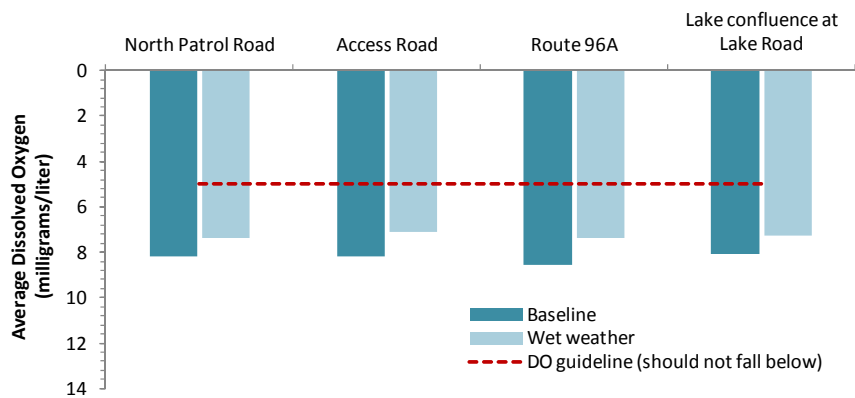 Lake confluence at
North Patrol Road Access Road Route 96A Lake Road
0
2
4
6
8
10
12
14
Average Dissolved Oxygen
(milligrams/liter)
Baseline
Wet weather
DO guideline (should not fall below)